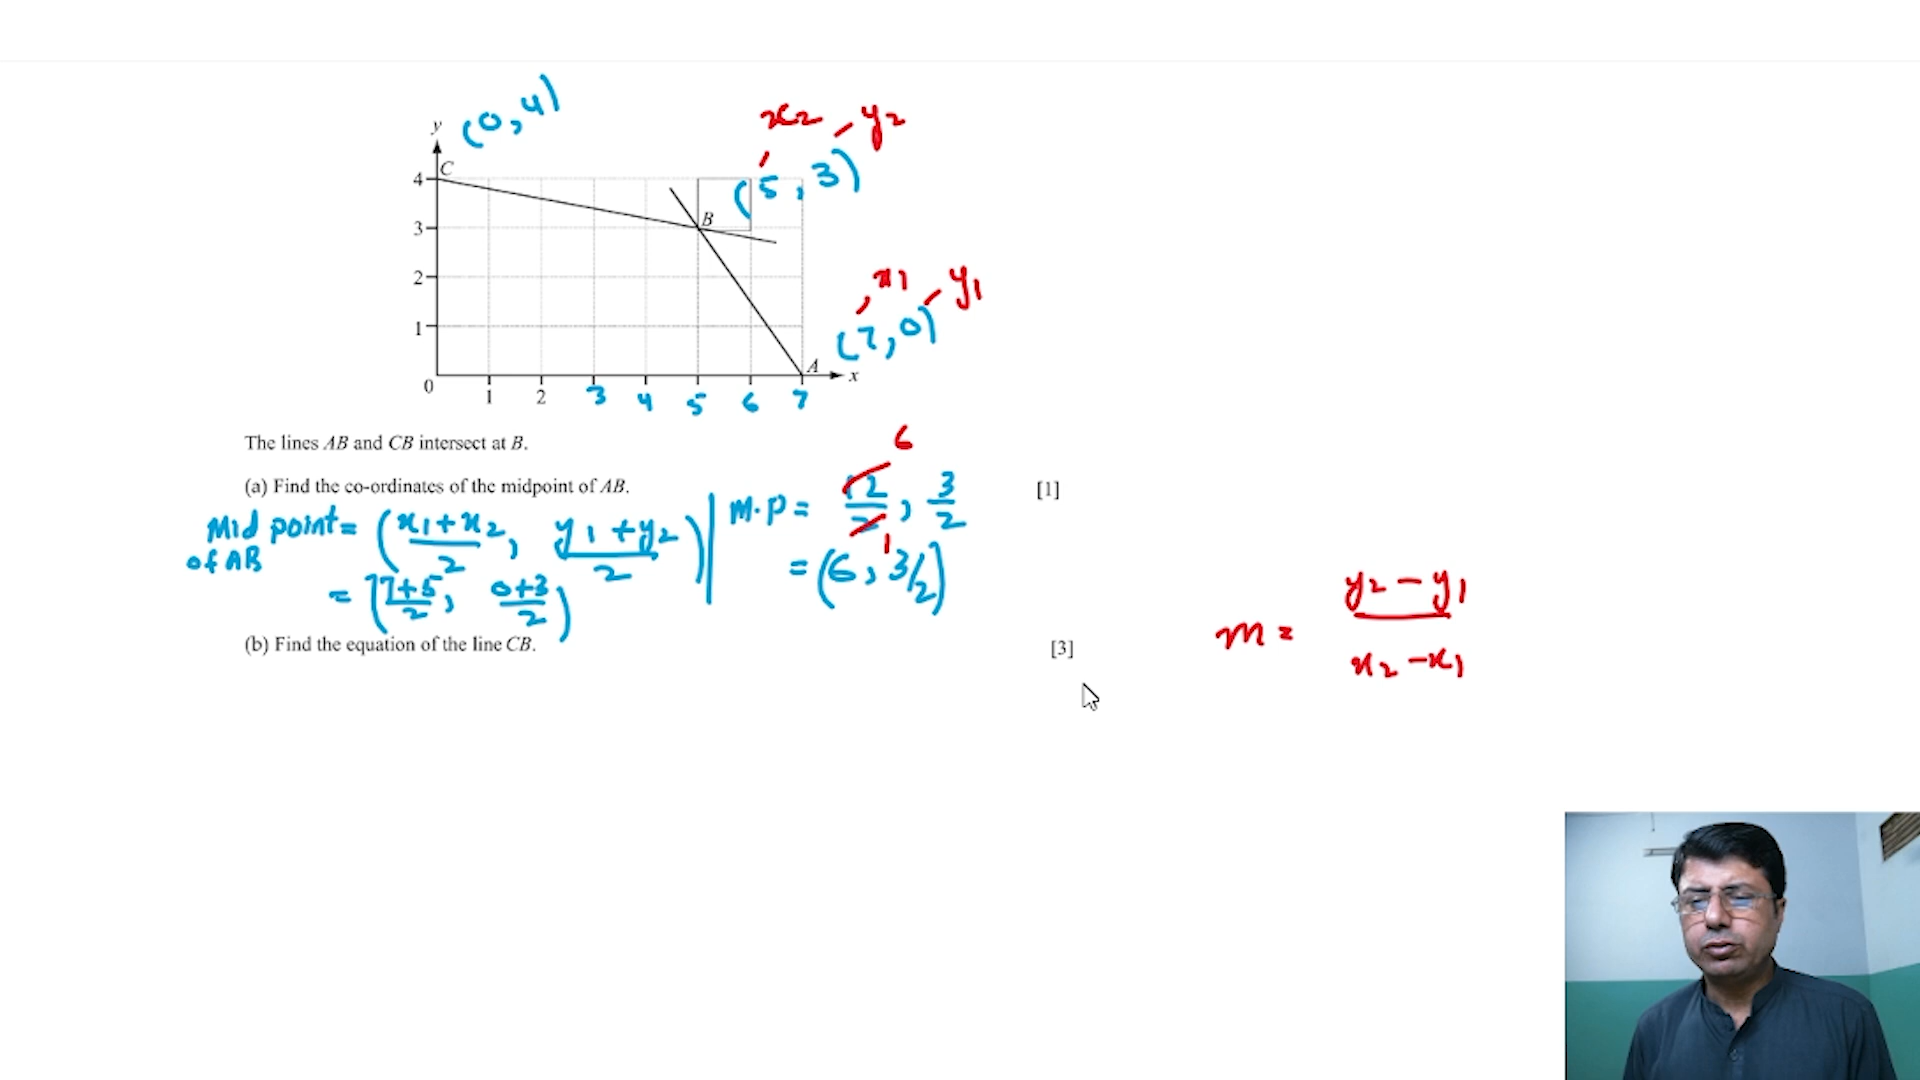 (0,4)
x2 y2
y
C
4
(5,3)
3
B
2
x1 y1
1
(7,0)
A
x
0
1 2 3 4 5 6 7
The lines AB and CB intersect at B.
(a) Find the co-ordinates of the midpoint of AB. [1]
Mid point of AB = (x1+x2/2, y1+y2/2)
= (7+5/2, 0+3/2)
6
M.P = 12/2, 3/2
1
= (6, 3/2)
(b) Find the equation of the line CB. [3]
m = y2-y1/x2-x1